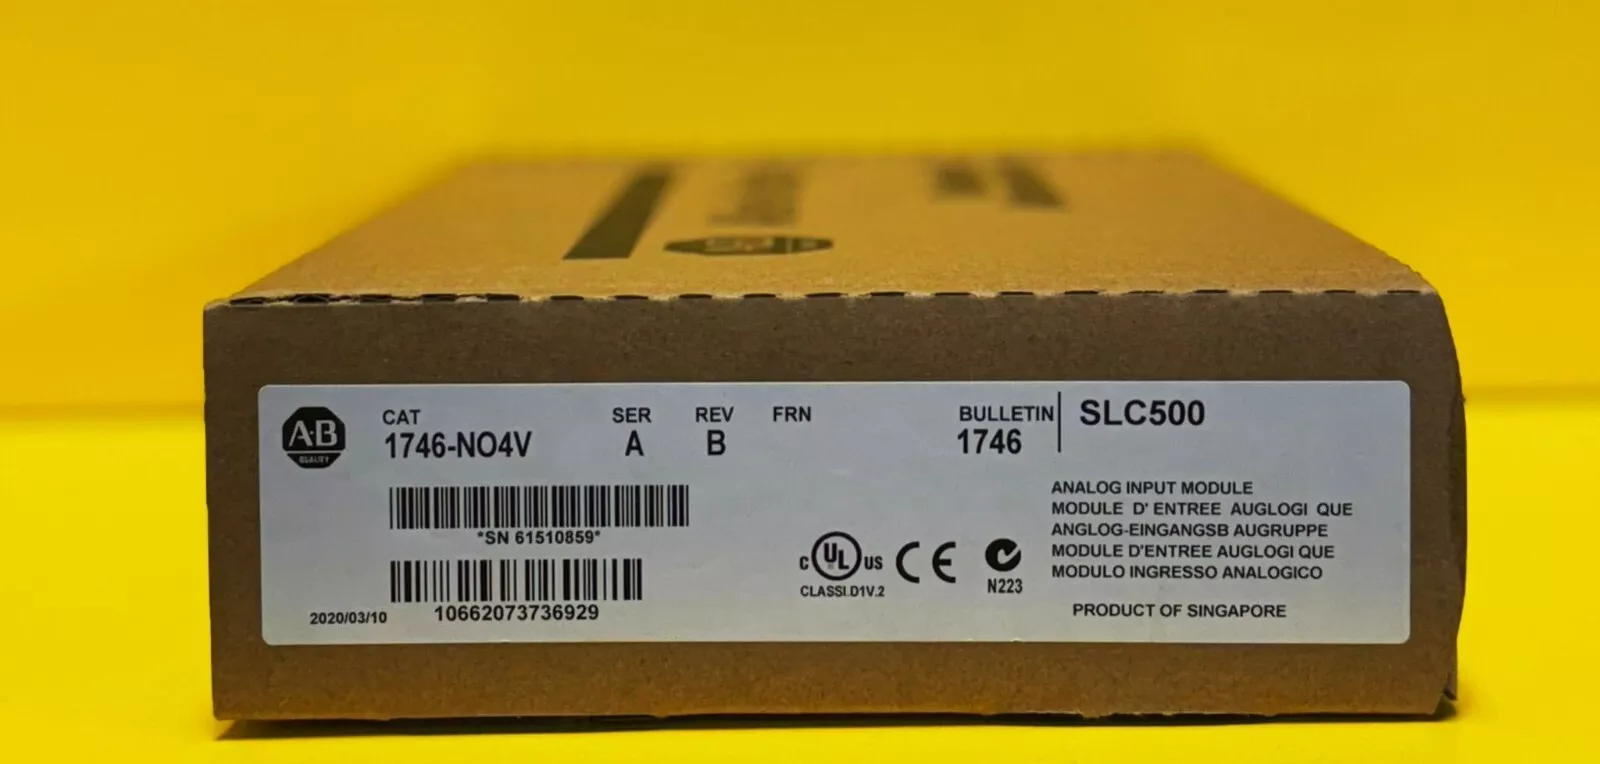 A-B
QUALITY
CAT
1746-NO4V
SER
A
REV
B
FRN
BULLETIN
1746
SLC500
*SN 61510859*
10662073736929
2020/03/10
C UL US
CLASSI.D1V.2
CE
N223
ANALOG INPUT MODULE
MODULE D' ENTREE AUGLOGI QUE
ANGLOG-EINGANGSB AUGRUPPE
MODULE D'ENTREE AUGLOGI QUE
MODULO INGRESSO ANALOGICO
PRODUCT OF SINGAPORE